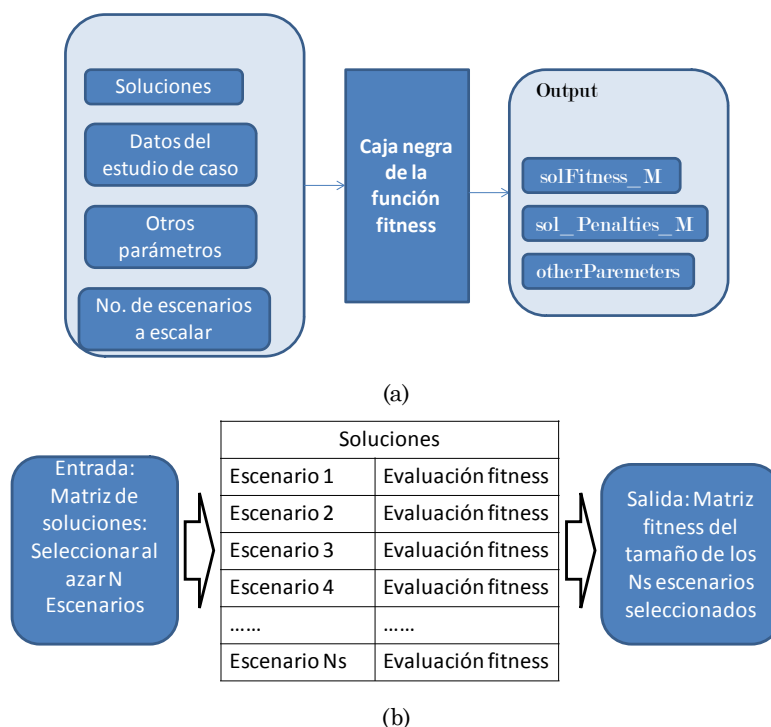 Soluciones
Datos del
estudio de caso
Otros
parámetros
No. de escenarios
a escalar
Caja negra
de la
función
fitness
Output
solFitness_M
sol_Penalties_M
otherParemeters
(a)
Entrada:
Matriz de
soluciones:
Seleccionar al
azar N
Escenarios
Soluciones
Escenario 1 Evaluación fitness
Escenario 2 Evaluación fitness
Escenario 3 Evaluación fitness
Escenario 4 Evaluación fitness
...... ......
Escenario Ns Evaluación fitness
Salida: Matriz
fitness del
tamaño de los
Ns escenarios
seleccionados
(b)